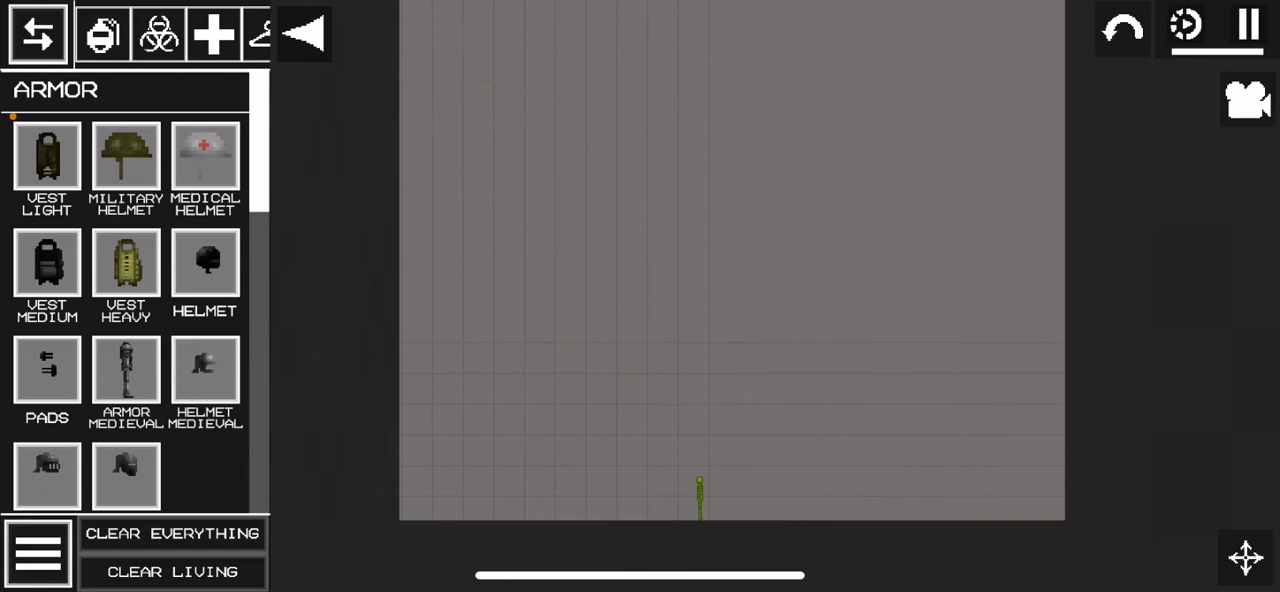 ARMOR
VEST
LIGHT
MILITARY
HELMET
MEDICAL
HELMET
VEST
MEDIUM
VEST
HEAVY
HELMET
PADS
ARMOR
MEDIEVAL
HELMET
MEDIEVAL
CLEAR EVERYTHING
CLEAR LIVING